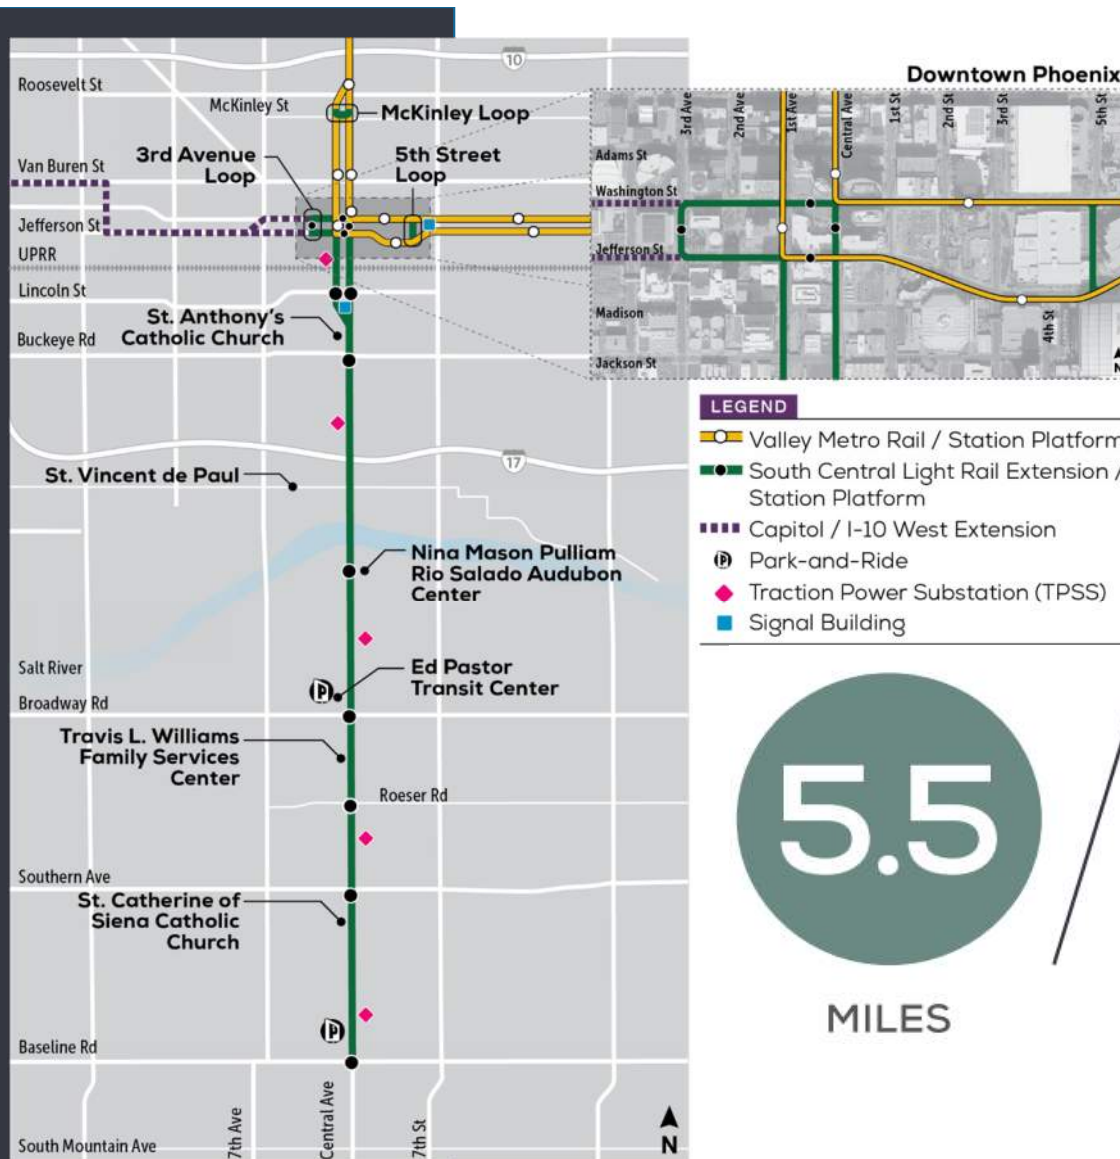 10
Roosevelt St
McKinley St
McKinley Loop
3rd Avenue
Loop
5th Street
Loop
Van Buren St
Jefferson St
UPRR
Lincoln St
St. Anthony's
Catholic Church
Buckeye Rd
17
St. Vincent de Paul
Nina Mason Pulliam
Rio Salado Audubon
Center
Salt River
Ed Pastor
Transit Center
P
Broadway Rd
Travis L. Williams
Family Services
Center
Roeser Rd
Southern Ave
St. Catherine of
Siena Catholic
Church
P
Baseline Rd
7th Ave
Central Ave
7th St
N
South Mountain Ave
Downtown Phoenix
3rd Ave
2nd Ave
1st Ave
Central Ave
1st St
2nd St
3rd St
5th St
Adams St
Washington St
Jefferson St
Madison
4th St
Jackson St
N
LEGEND
Valley Metro Rail / Station Platform
South Central Light Rail Extension /
Station Platform
Capitol / I-10 West Extension
P Park-and-Ride
Traction Power Substation (TPSS)
Signal Building
5.5
MILES